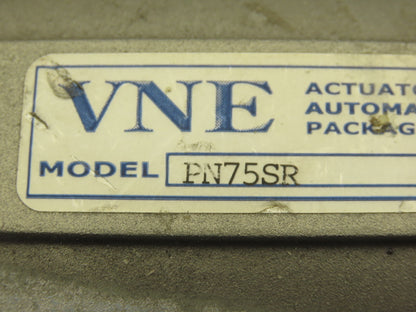 VNE
ACTUATO
AUTOMA
PACKAG
MODEL PN75SR